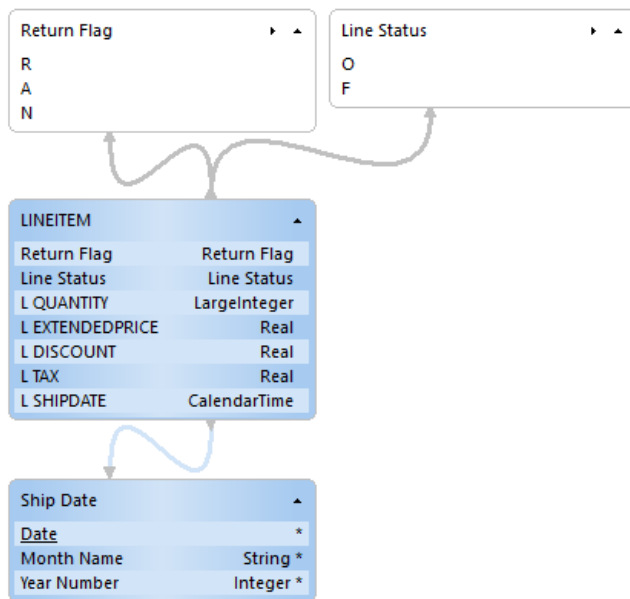 Return Flag
R
A
N
Line Status
O
F
LINEITEM
Return Flag Return Flag
Line Status Line Status
L QUANTITY LargeInteger
L EXTENDEDPRICE Real
L DISCOUNT Real
L TAX Real
L SHIPDATE CalendarTime
Ship Date
Date *
Month Name String *
Year Number Integer *